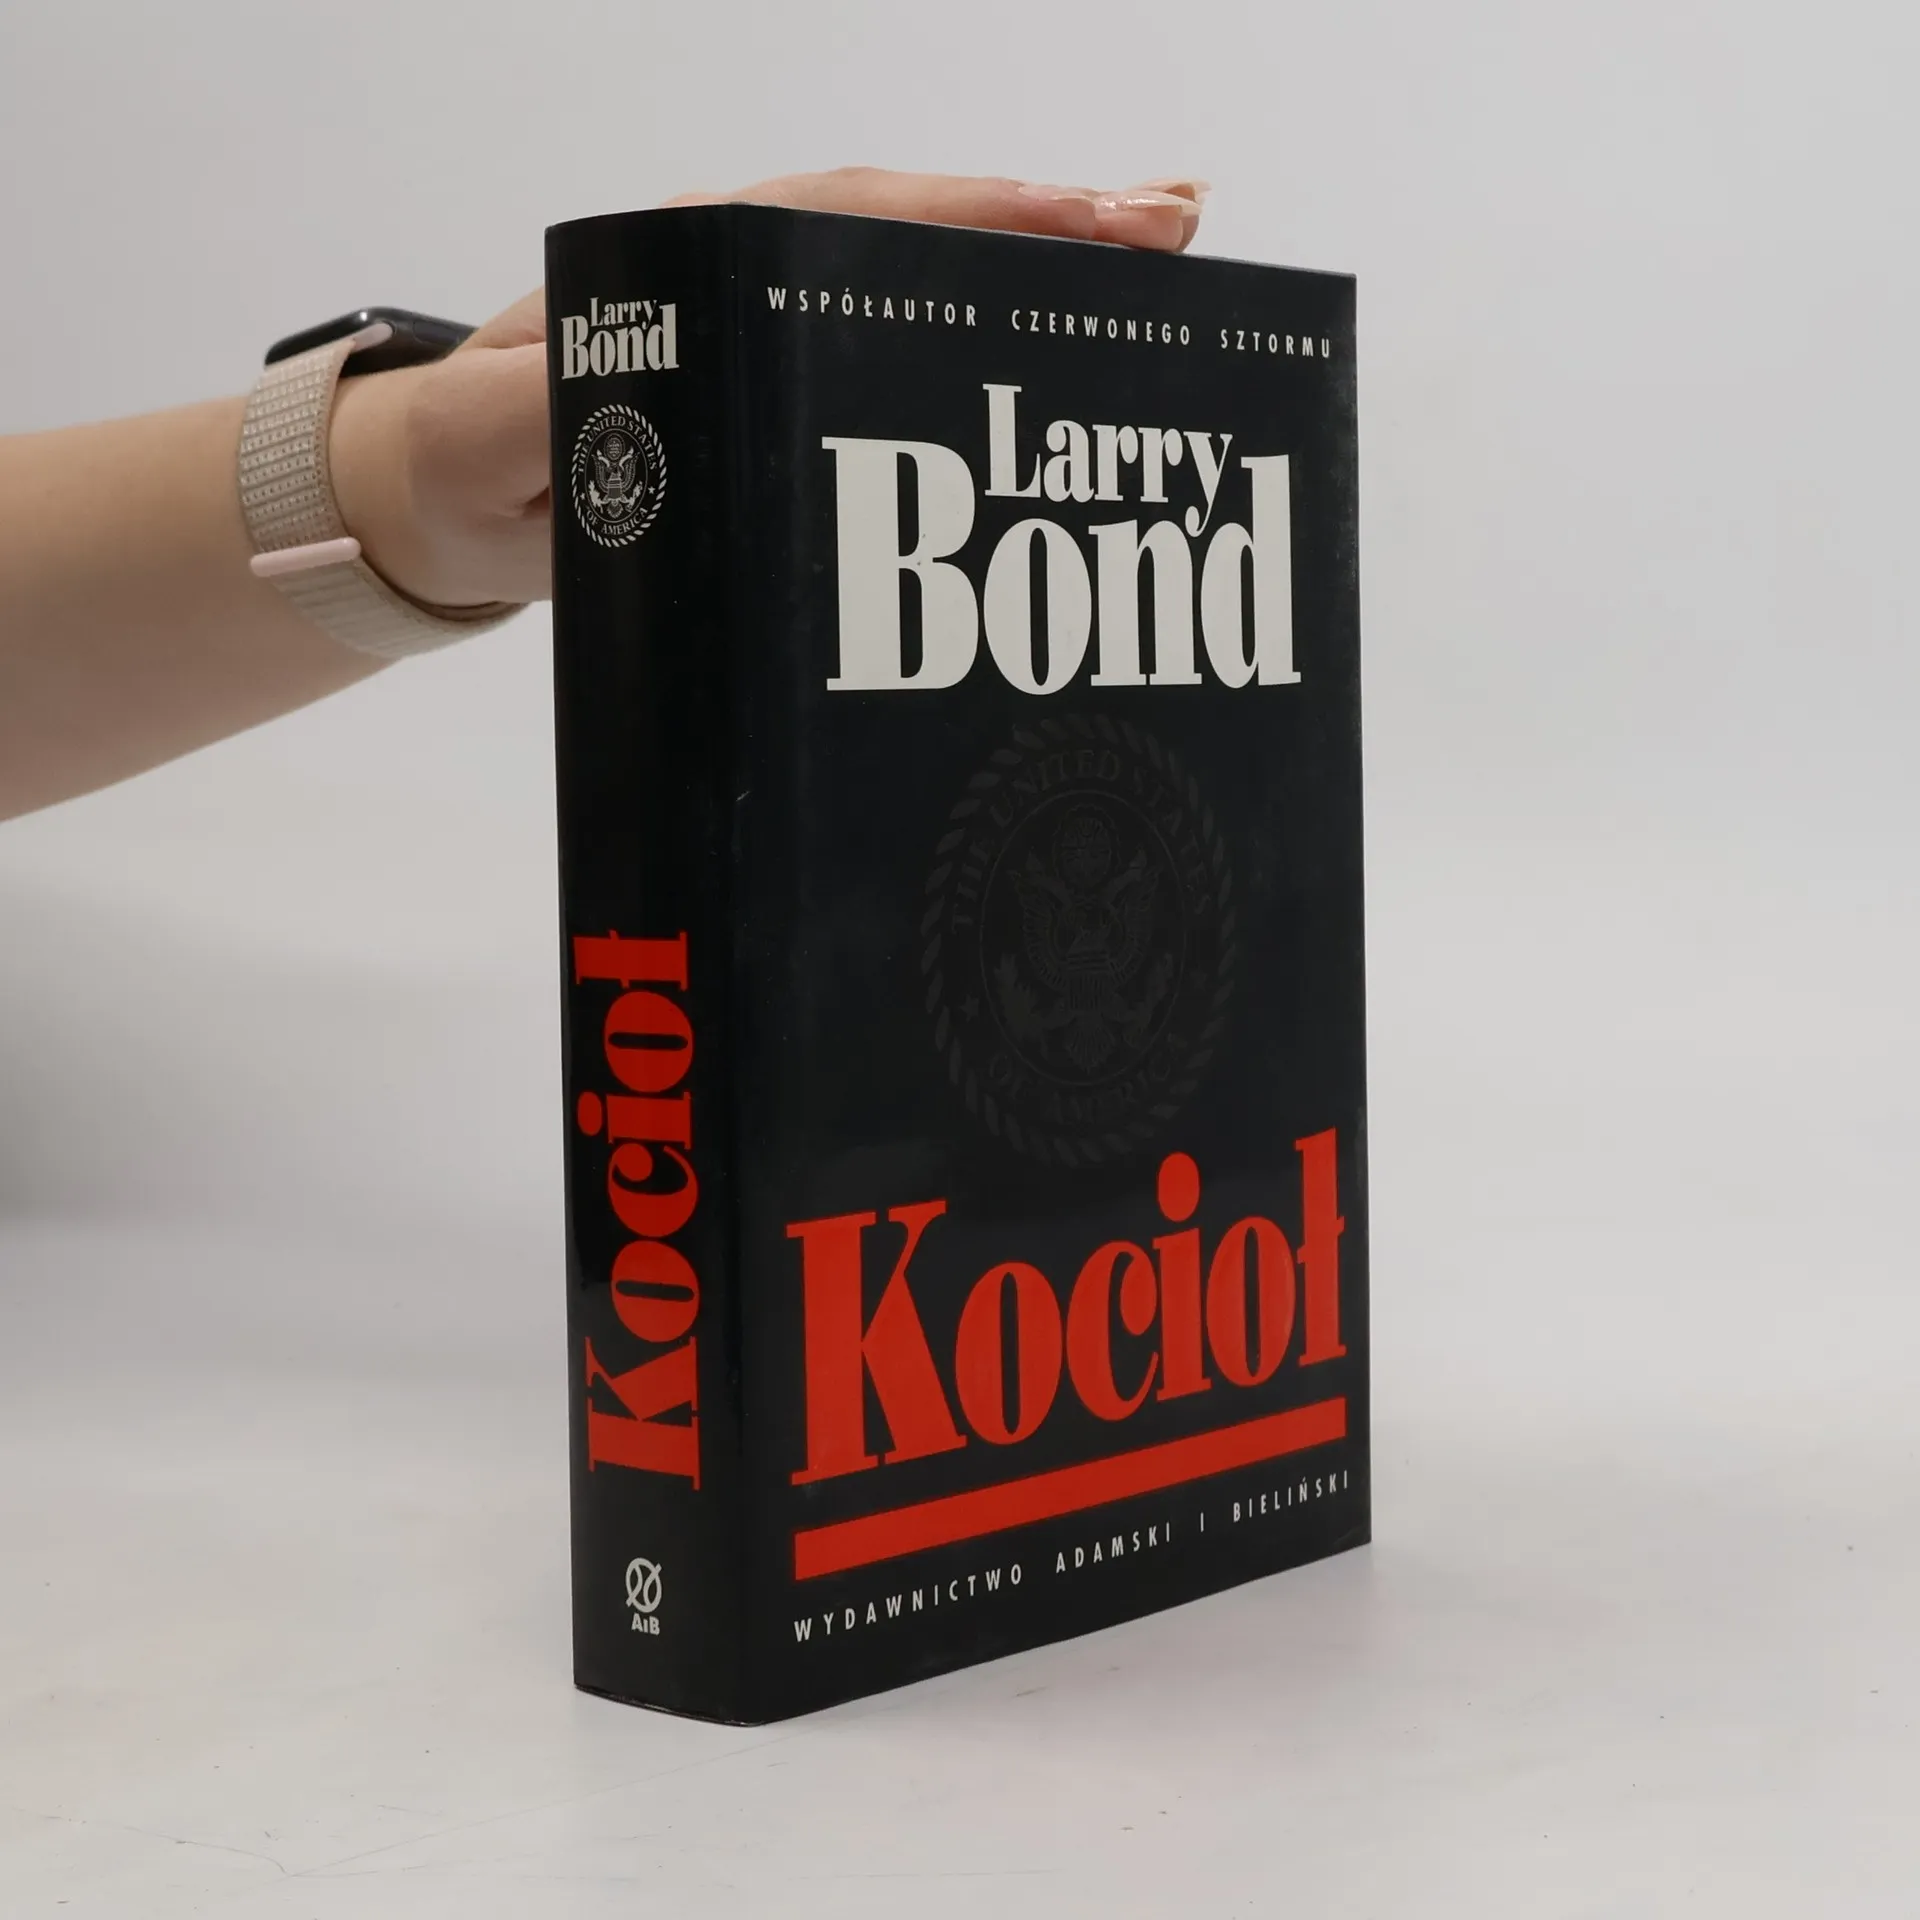 Larry
Bond
THE UNITED STATES
OF AMERICA
Kocioł
AiB
WSPÓŁAUTOR CZERWONEGO SZTORMU
Larry
Bond
THE UNITED STATES
OF AMERICA
Kocioł
WYDAWNICTWO ADAMSKI I BIELIŃSKI